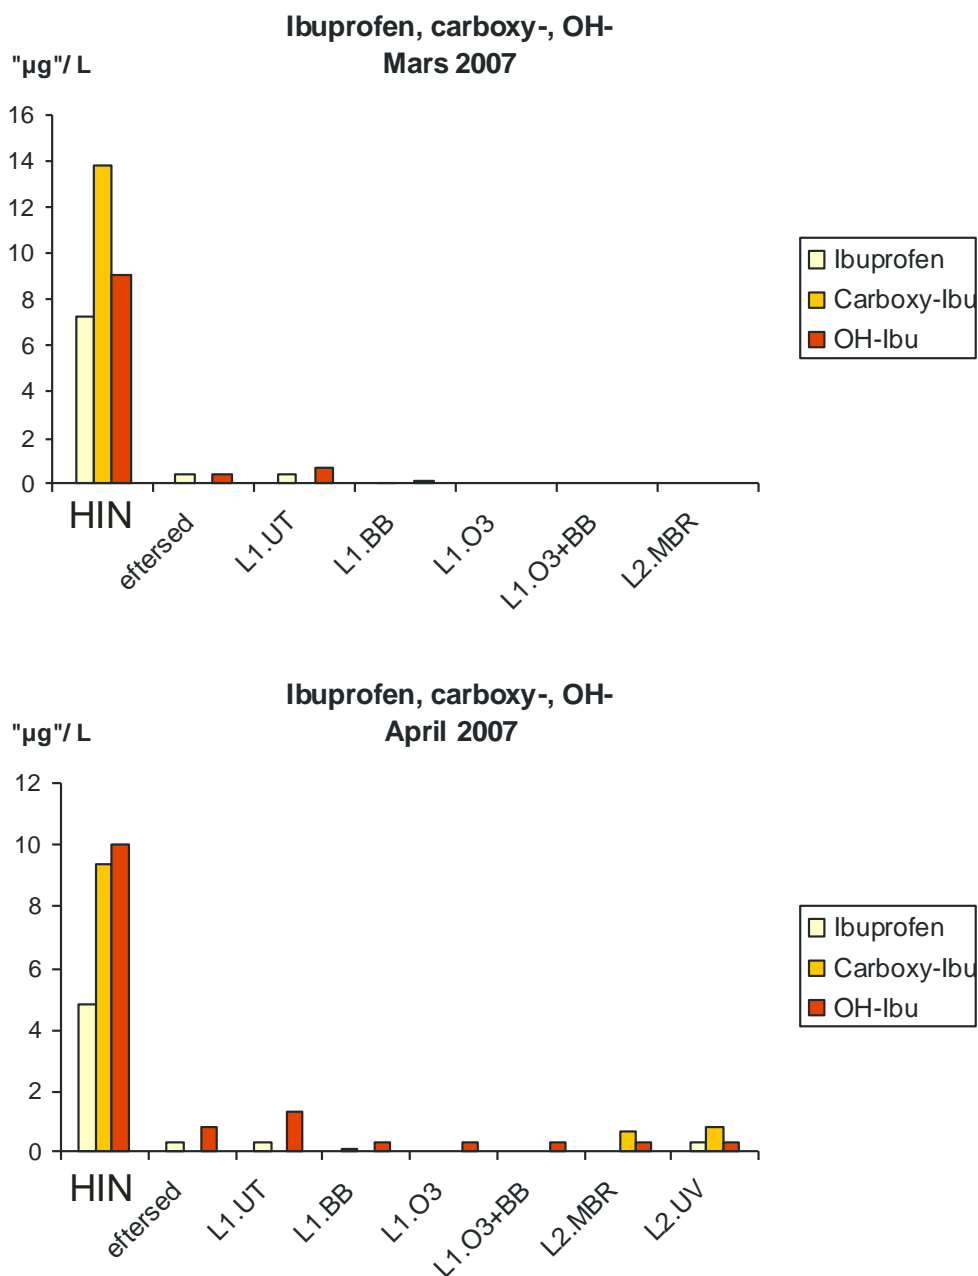 Ibuprofen, carboxy-, OH-
Mars 2007
"µg"/ L
16
14
12
10
8
6
4
2
0
HIN
eftersed
L1.UT
L1.BB
L1.O3
L1.O3+BB
L2.MBR
Ibuprofen
Carboxy-Ibu
OH-Ibu
Ibuprofen, carboxy-, OH-
April 2007
"µg"/ L
12
10
8
6
4
2
0
HIN
eftersed
L1.UT
L1.BB
L1.O3
L1.O3+BB
L2.MBR
L2.UV
Ibuprofen
Carboxy-Ibu
OH-Ibu